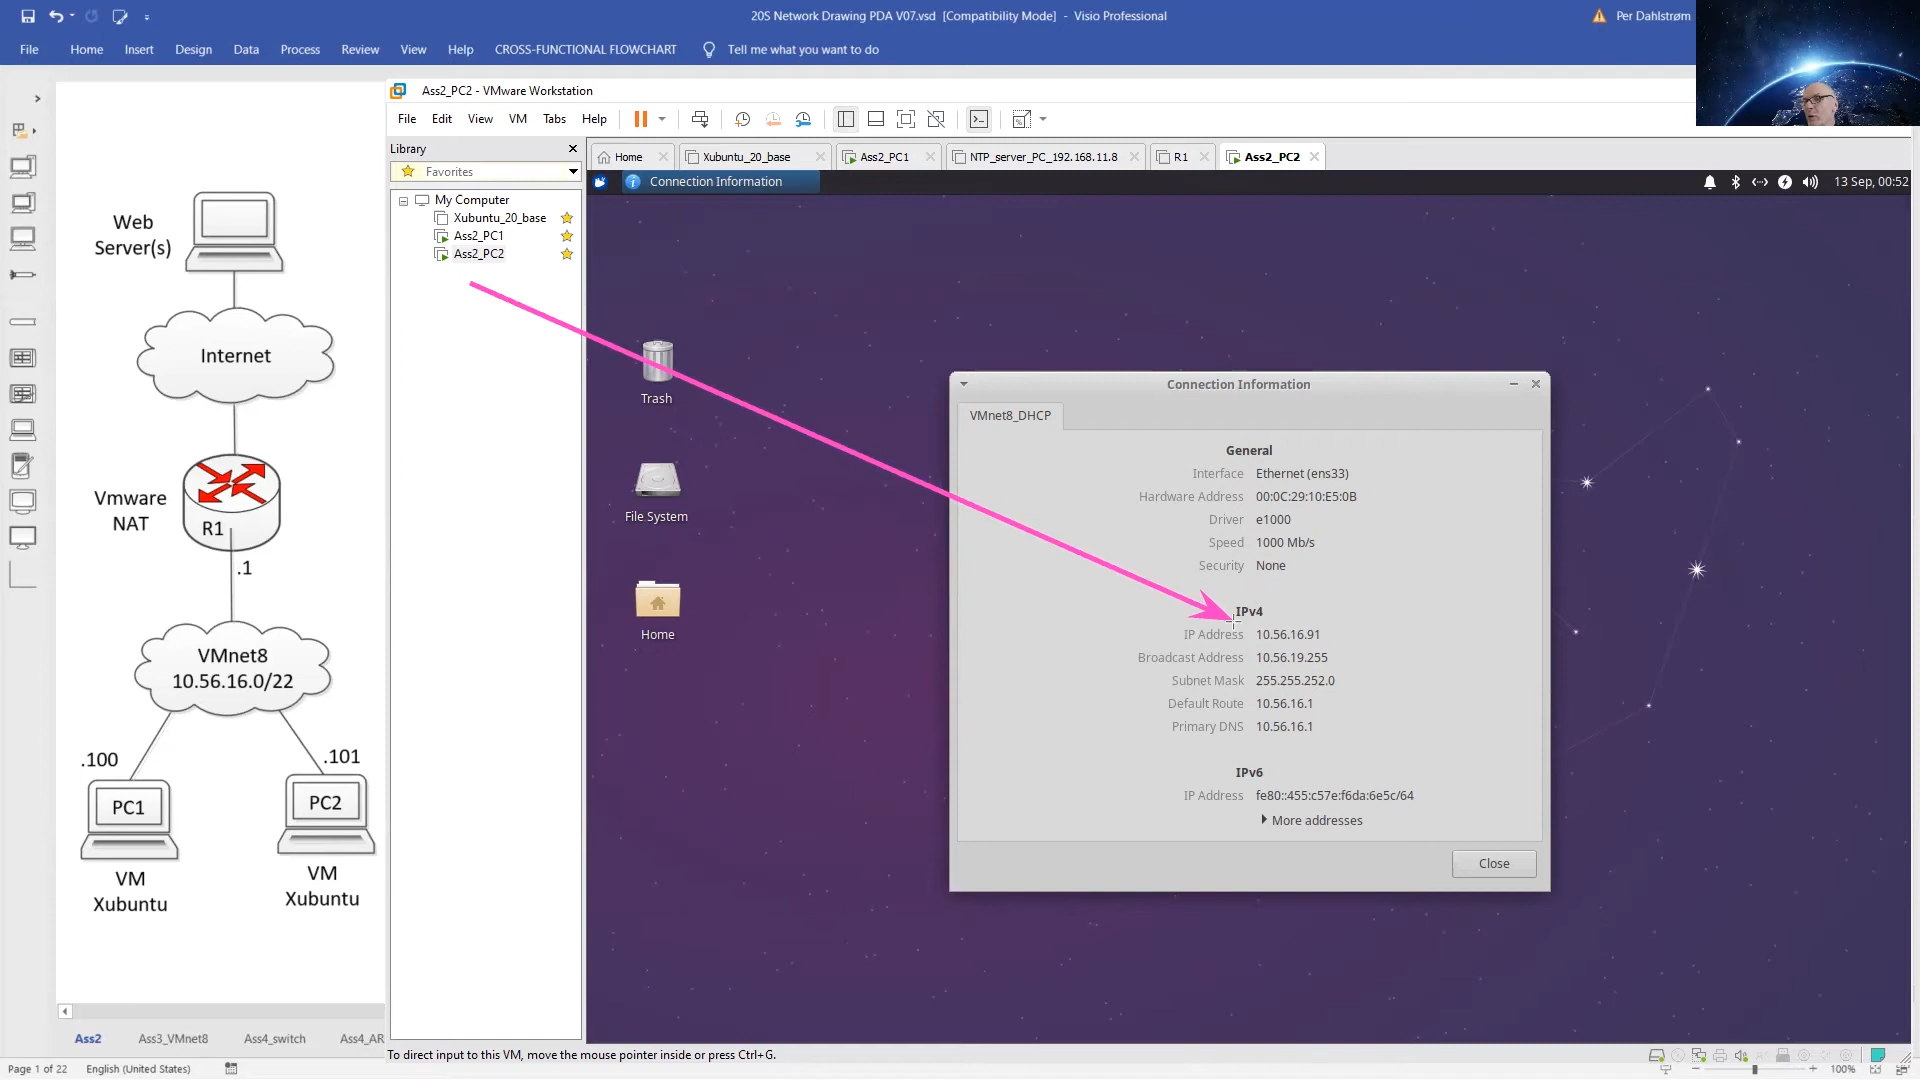 20S Network Drawing PDA V07.vsd [Compatibility Mode] - Visio Professional
Per Dahlstrøm
File Home Insert Design Data Process Review View Help CROSS-FUNCTIONAL FLOWCHART Tell me what you want to do
Ass2_PC2 - VMware Workstation
File Edit View VM Tabs Help
Library
Favorites
My Computer
Xubuntu_20_base
Ass2_PC1
Ass2_PC2
Home Xubuntu_20_base Ass2_PC1 NTP_server_PC_192.168.11.8 R1 Ass2_PC2
Connection Information
13 Sep, 00:52
Web
Server(s)
Internet
Vmware
NAT
R1
.1
VMnet8
10.56.16.0/22
.100
.101
PC1
PC2
VM
Xubuntu
VM
Xubuntu
Trash
File System
Home
Connection Information
VMnet8_DHCP
General
Interface Ethernet (ens33)
Hardware Address 00:0C:29:10:E5:0B
Driver e1000
Speed 1000 Mb/s
Security None
IPv4
IP Address 10.56.16.91
Broadcast Address 10.56.19.255
Subnet Mask 255.255.252.0
Default Route 10.56.16.1
Primary DNS 10.56.16.1
IPv6
IP Address fe80::455:c57e:f6da:6e5c/64
More addresses
Close
Ass2 Ass3_VMnet8 Ass4_switch Ass4_AR
To direct input to this VM, move the mouse pointer inside or press Ctrl+G.
Page 1 of 22 English (United States)
100%